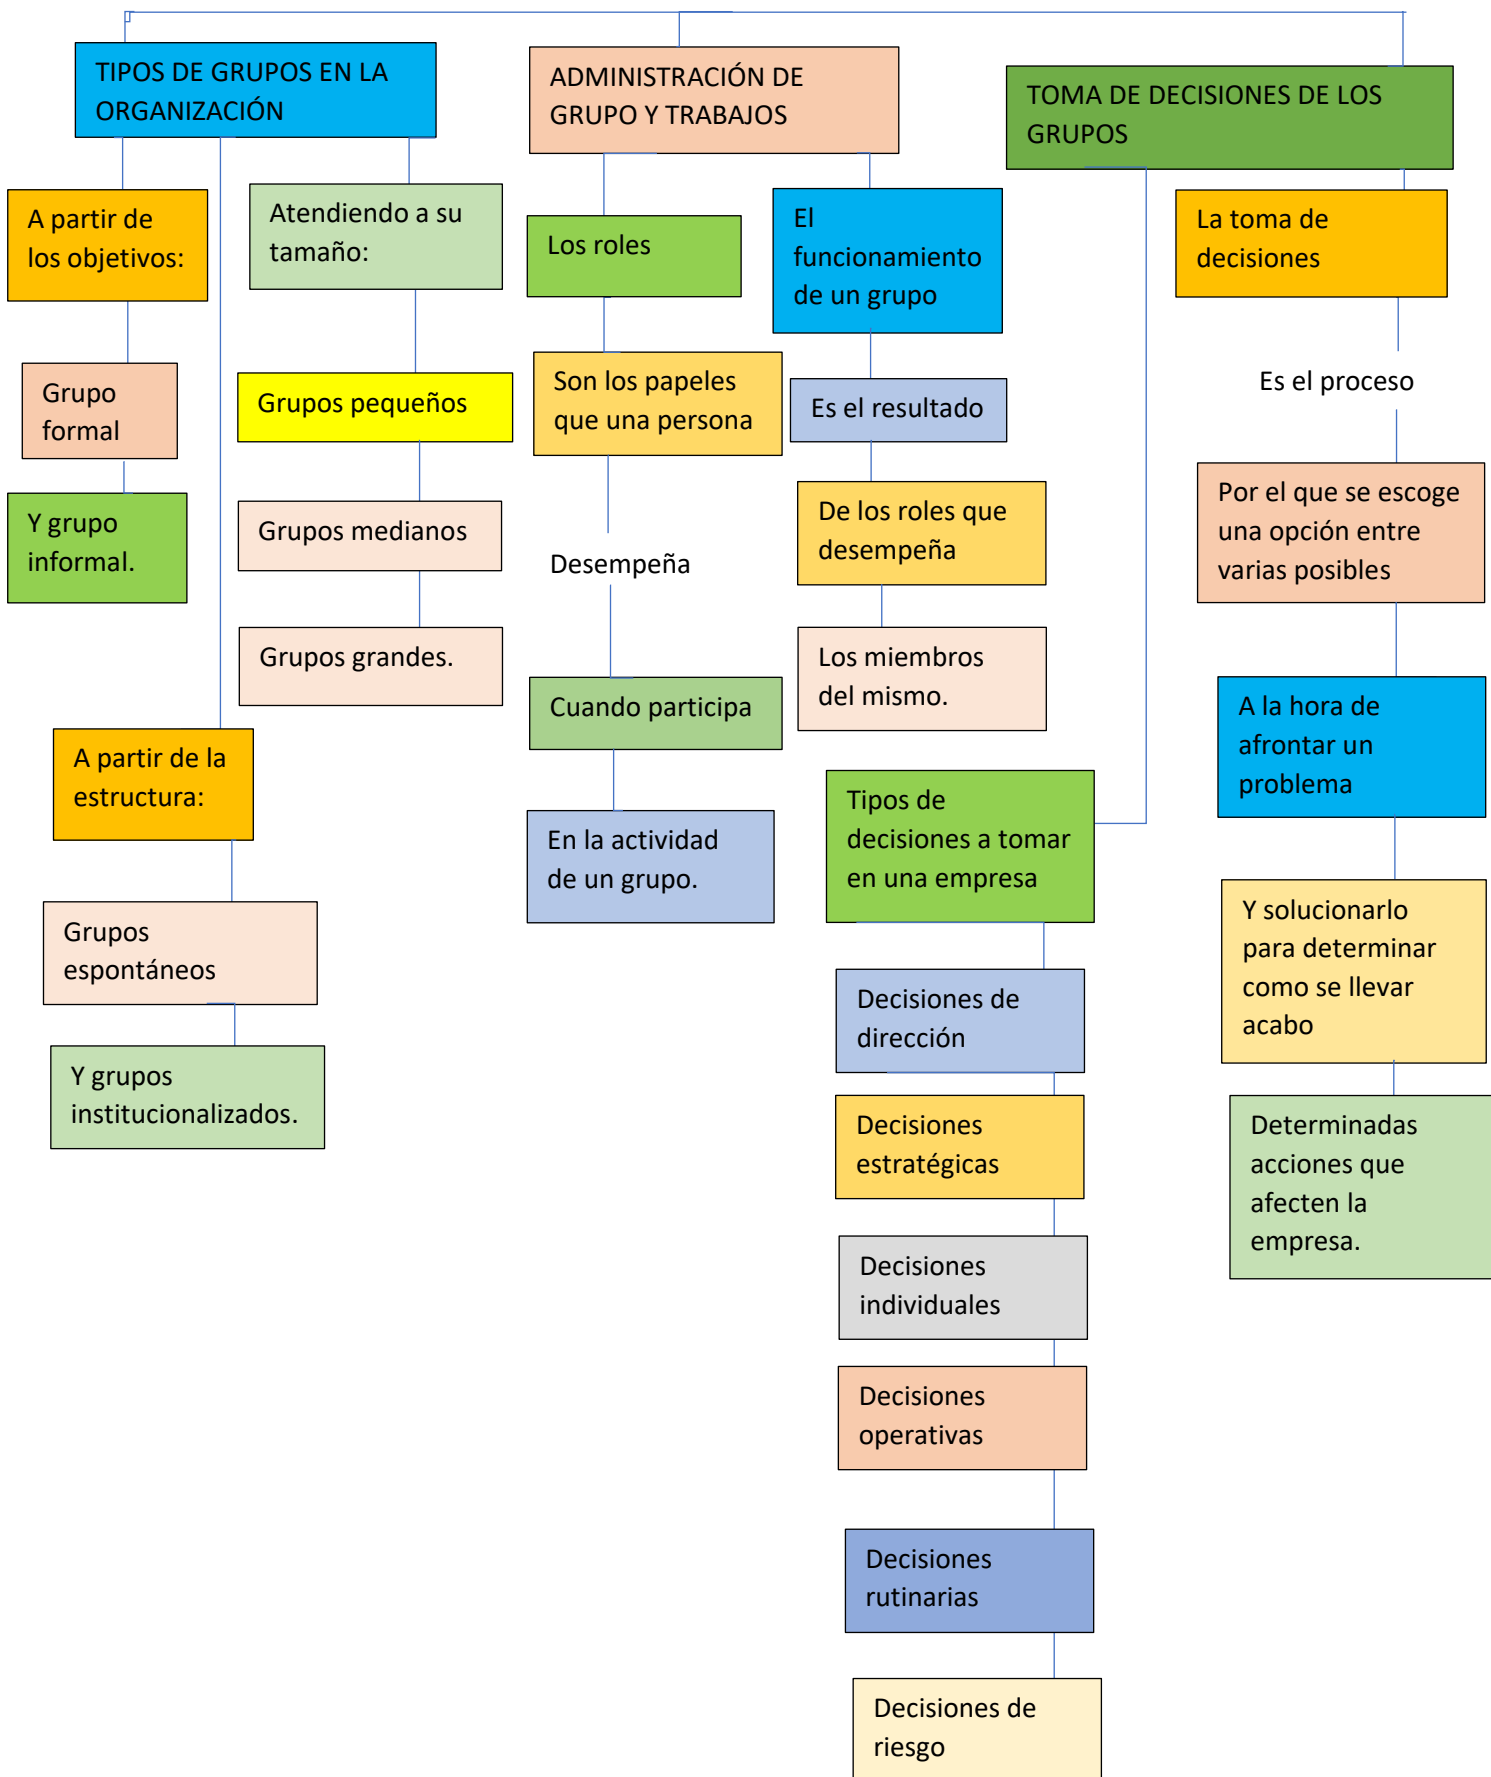 TIPOS DE GRUPOS EN LA
ORGANIZACIÓN
A partir de
los objetivos:
Grupo
formal
Y grupo
informal.
Atendiendo a su
tamaño:
Grupos pequeños
Grupos medianos
Grupos grandes.
A partir de la
estructura:
Grupos
espontáneos
Y grupos
institucionalizados.
ADMINISTRACIÓN DE
GRUPO Y TRABAJOS
Los roles
Son los papeles
que una persona
Desempeña
Cuando participa
En la actividad
de un grupo.
El
funcionamiento
de un grupo
Es el resultado
De los roles que
desempeña
Los miembros
del mismo.
TOMA DE DECISIONES DE LOS
GRUPOS
Tipos de
decisiones a tomar
en una empresa
Decisiones de
dirección
Decisiones
estratégicas
Decisiones
individuales
Decisiones
operativas
Decisiones
rutinarias
Decisiones de
riesgo
La toma de
decisiones
Es el proceso
Por el que se escoge
una opción entre
varias posibles
A la hora de
afrontar un
problema
Y solucionarlo
para determinar
como se llevar
acabo
Determinadas
acciones que
afecten la
empresa.